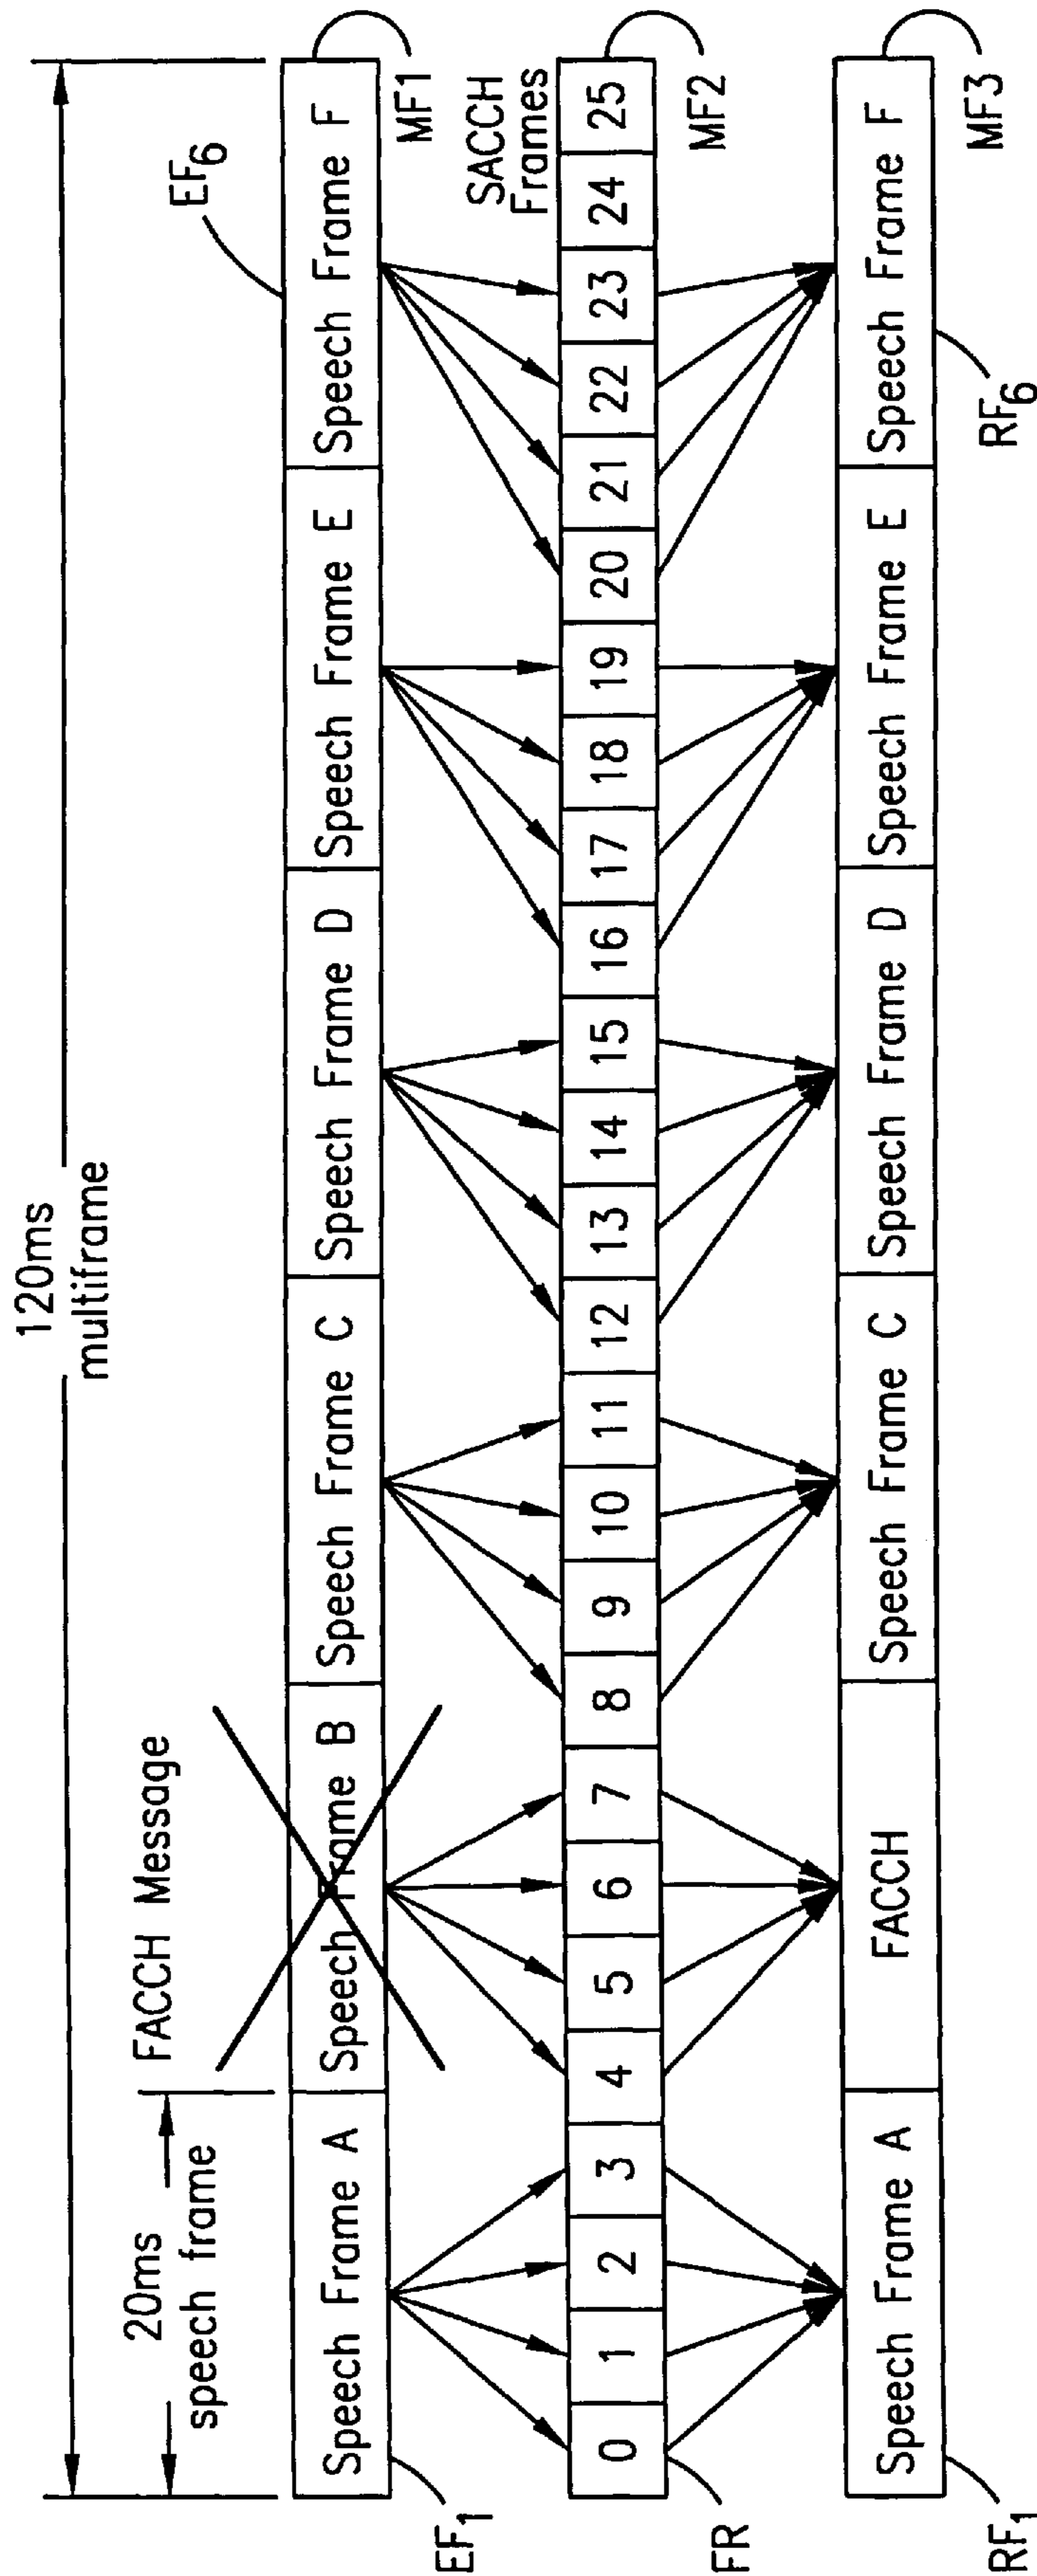 120ms
multiframe
20ms
speech frame
FACCH Message
EF6
Speech Frame A
Speech Frame B
Speech Frame C
Speech Frame D
Speech Frame E
Speech Frame F
EF1
MF1
SACCH
Frames
0 1 2 3 4 5 6 7 8 9 10 11 12 13 14 15 16 17 18 19 20 21 22 23 24 25
FR
MF2
Speech Frame A
FACCH
Speech Frame C
Speech Frame D
Speech Frame E
Speech Frame F
RF1
RF6
MF3